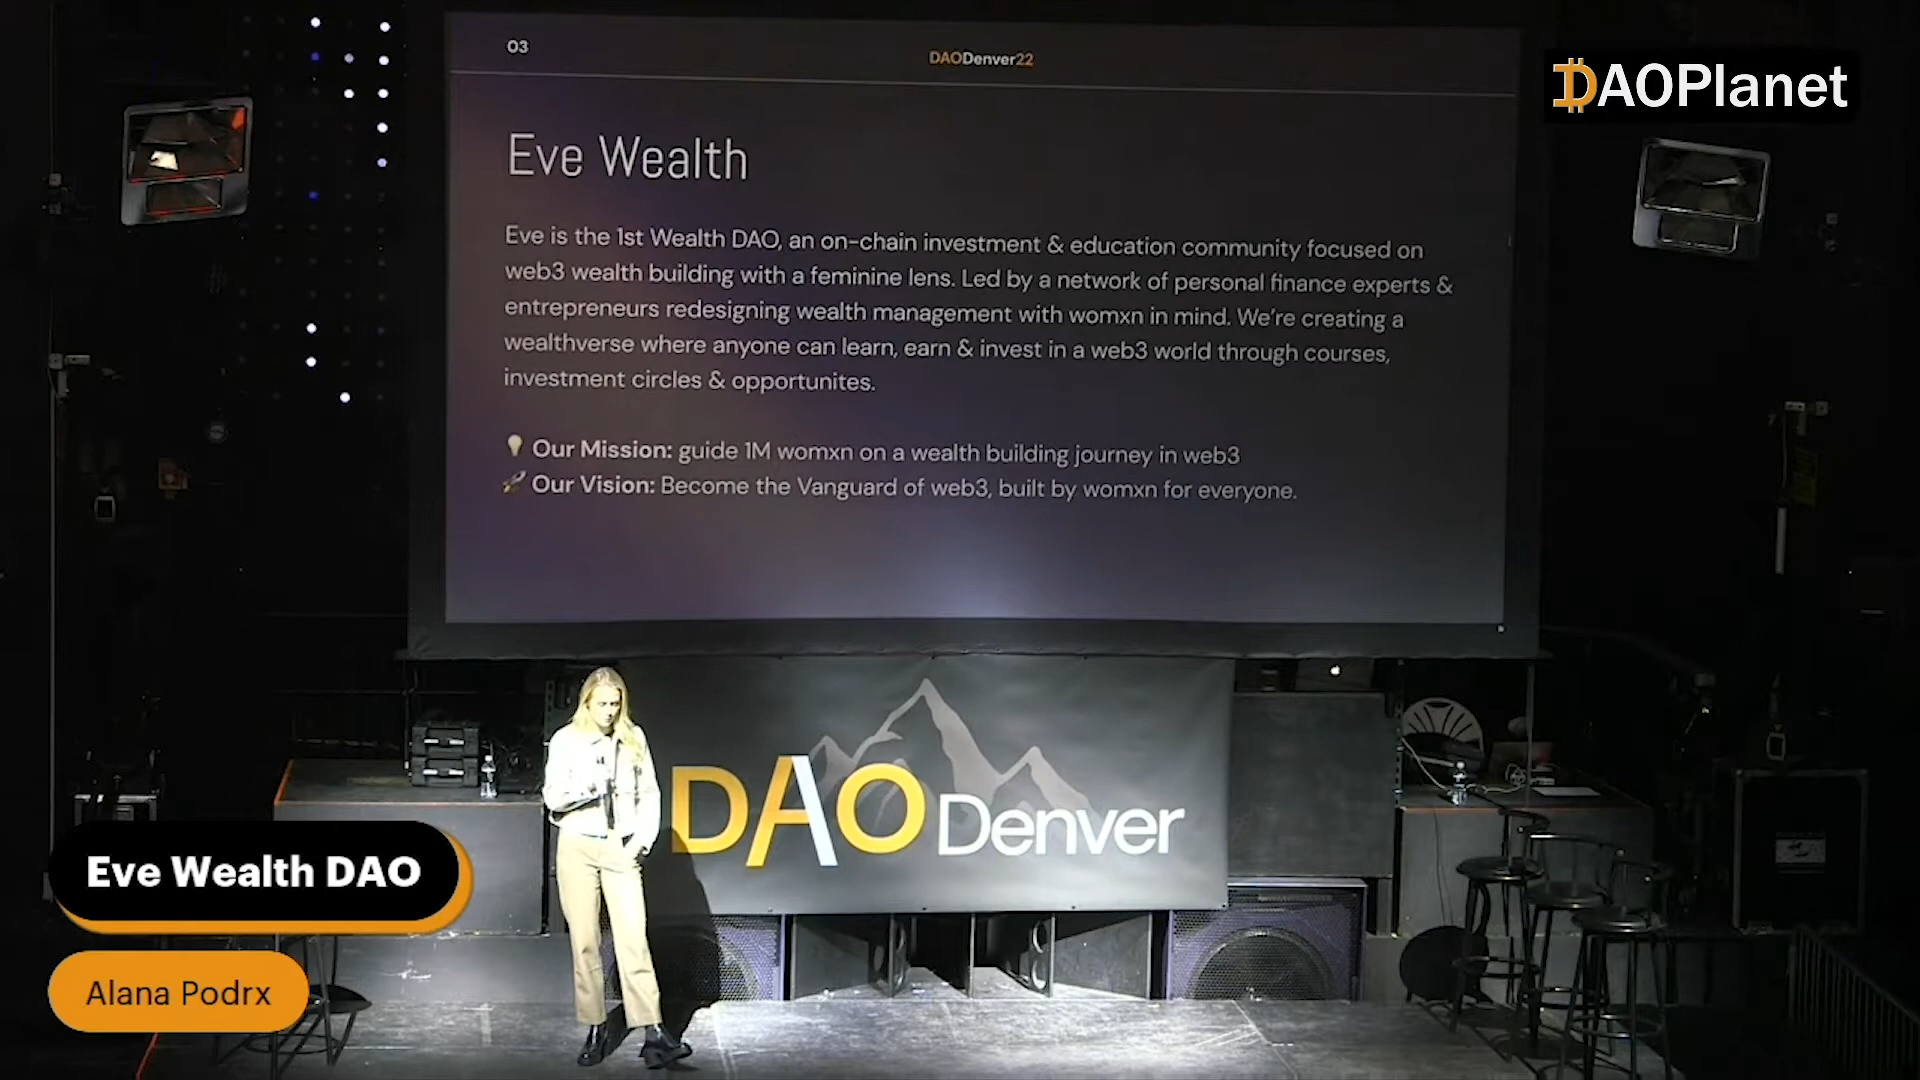 03
DAODenver22
DAOPlanet
Eve Wealth
Eve is the 1st Wealth DAO, an on-chain investment & education community focused on
web3 wealth building with a feminine lens. Led by a network of personal finance experts &
entrepreneurs redesigning wealth management with womxn in mind. We're creating a
wealthverse where anyone can learn, earn & invest in a web3 world through courses,
investment circles & opportunites.
Our Mission: guide 1M womxn on a wealth building journey in web3
Our Vision: Become the Vanguard of web3, built by womxn for everyone.
DAO Denver
Eve Wealth DAO
Alana Podrx